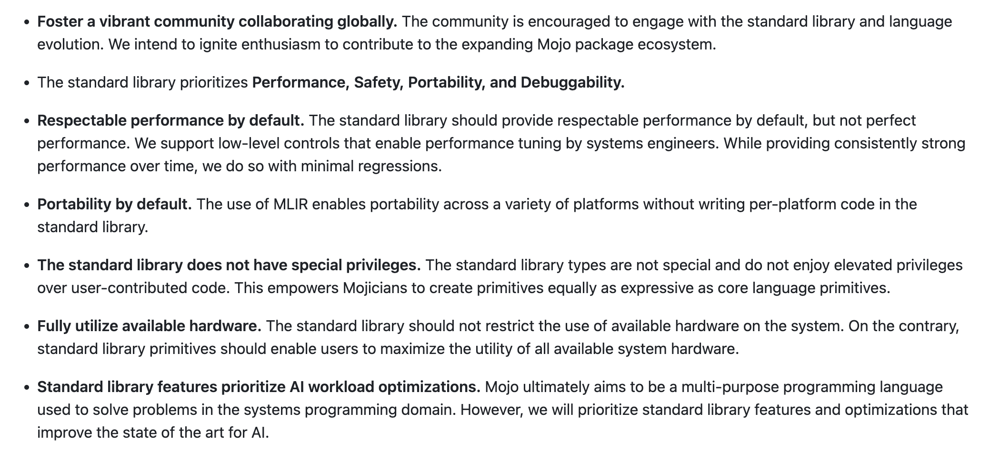 • Foster a vibrant community collaborating globally. The community is encouraged to engage with the standard library and language
evolution. We intend to ignite enthusiasm to contribute to the expanding Mojo package ecosystem.
• The standard library prioritizes Performance, Safety, Portability, and Debuggability.
• Respectable performance by default. The standard library should provide respectable performance by default, but not perfect
performance. We support low-level controls that enable performance tuning by systems engineers. While providing consistently strong
performance over time, we do so with minimal regressions.
• Portability by default. The use of MLIR enables portability across a variety of platforms without writing per-platform code in the
standard library.
• The standard library does not have special privileges. The standard library types are not special and do not enjoy elevated privileges
over user-contributed code. This empowers Mojicians to create primitives equally as expressive as core language primitives.
• Fully utilize available hardware. The standard library should not restrict the use of available hardware on the system. On the contrary,
standard library primitives should enable users to maximize the utility of all available system hardware.
• Standard library features prioritize AI workload optimizations. Mojo ultimately aims to be a multi-purpose programming language
used to solve problems in the systems programming domain. However, we will prioritize standard library features and optimizations that
improve the state of the art for AI.